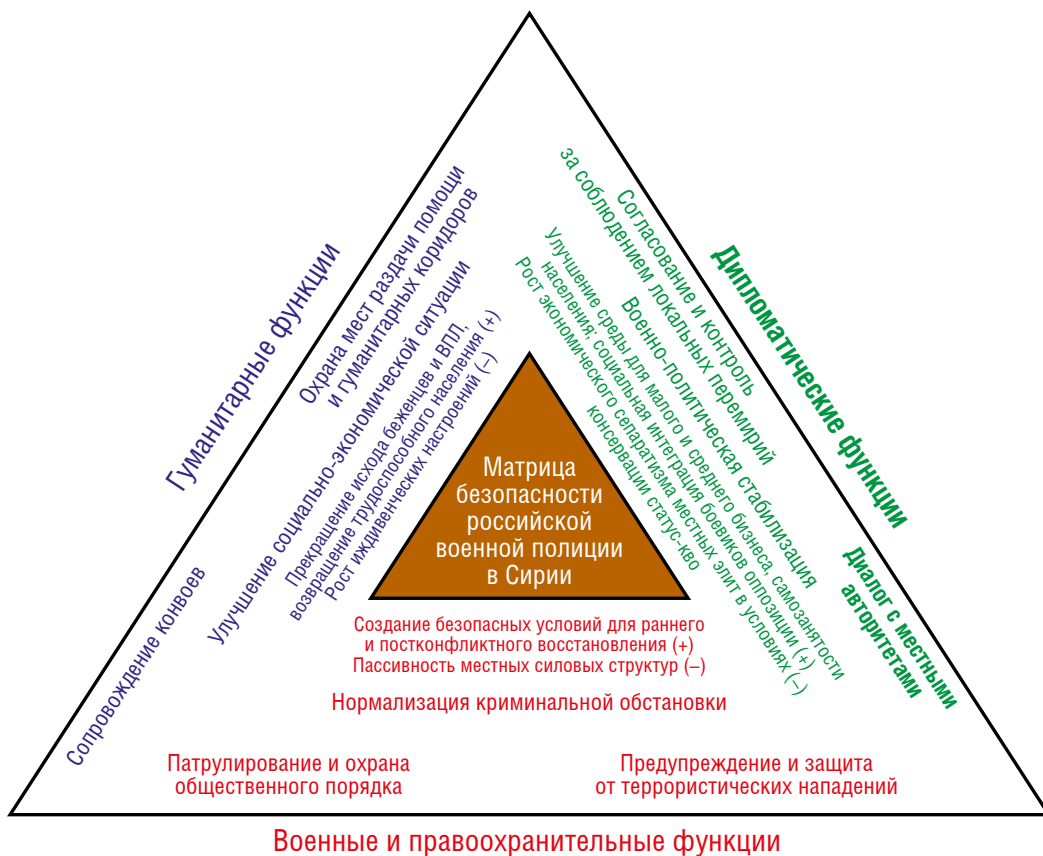 Гуманитарные функции
Охрана мест раздачи помощи
и гуманитарных коридоров
Сопровождение конвоев
Улучшение социально-экономической ситуации
Прекращение исхода беженцев и ВПЛ,
возвращение трудоспособного населения (+)
Рост иждивенческих настроений (–)
Дипломатические функции
Согласование и контроль
за соблюдением локальных перемирий
Диалог с местными
авторитетами
Военно-политическая стабилизация
Улучшение среды для малого и среднего бизнеса, самозанятости
населения; социальная интеграция боевиков оппозиции (+)
Рост экономического сепаратизма местных элит в условиях
консервации статус-кво (–)
Матрица
безопасности
российской
военной полиции
в Сирии
Создание безопасных условий для раннего
и постконфликтного восстановления (+)
Пассивность местных силовых структур (–)
Нормализация криминальной обстановки
Патрулирование и охрана
общественного порядка
Предупреждение и защита
от террористических нападений
Военные и правоохранительные функции